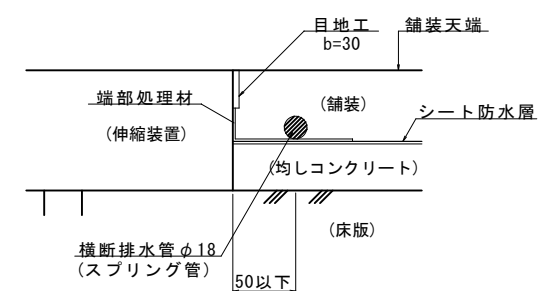 目地工
b=30
舗装天端
端部処理材
(舗装)
シート防水層
(伸縮装置)
(均しコンクリート)
横断排水管φ18
(スプリング管)
(床版)
50以下